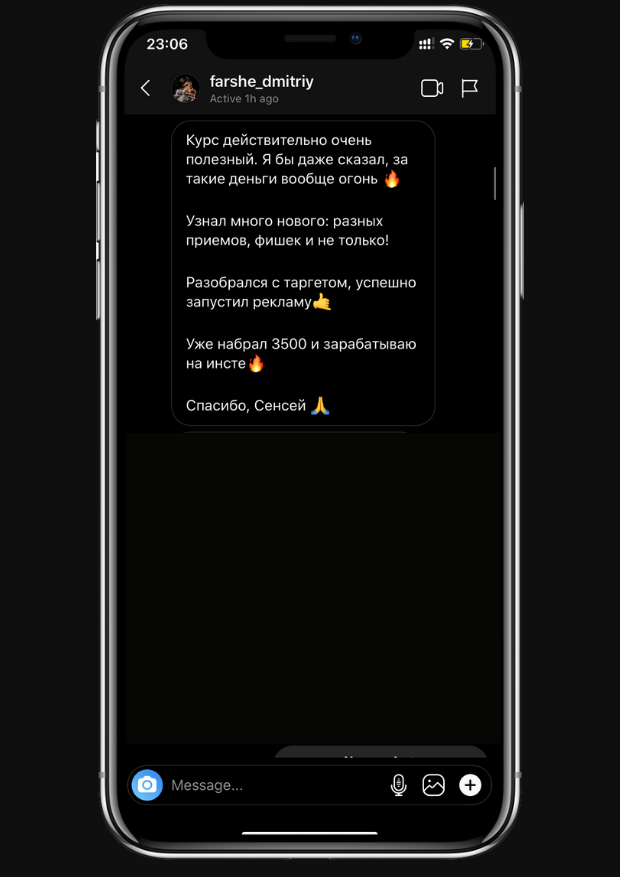 23:06
farshe_dmitriy
Active 1h ago
Курс действительно очень
полезный. Я бы даже сказал, за
такие деньги вообще огонь 🔥
Узнал много нового: разных
приемов, фишек и не только!
Разобрался с таргетом, успешно
запустил рекламу🤙
Уже набрал 3500 и зарабатываю
на инсте🔥
Спасибо, Сенсей 🙏
Message...